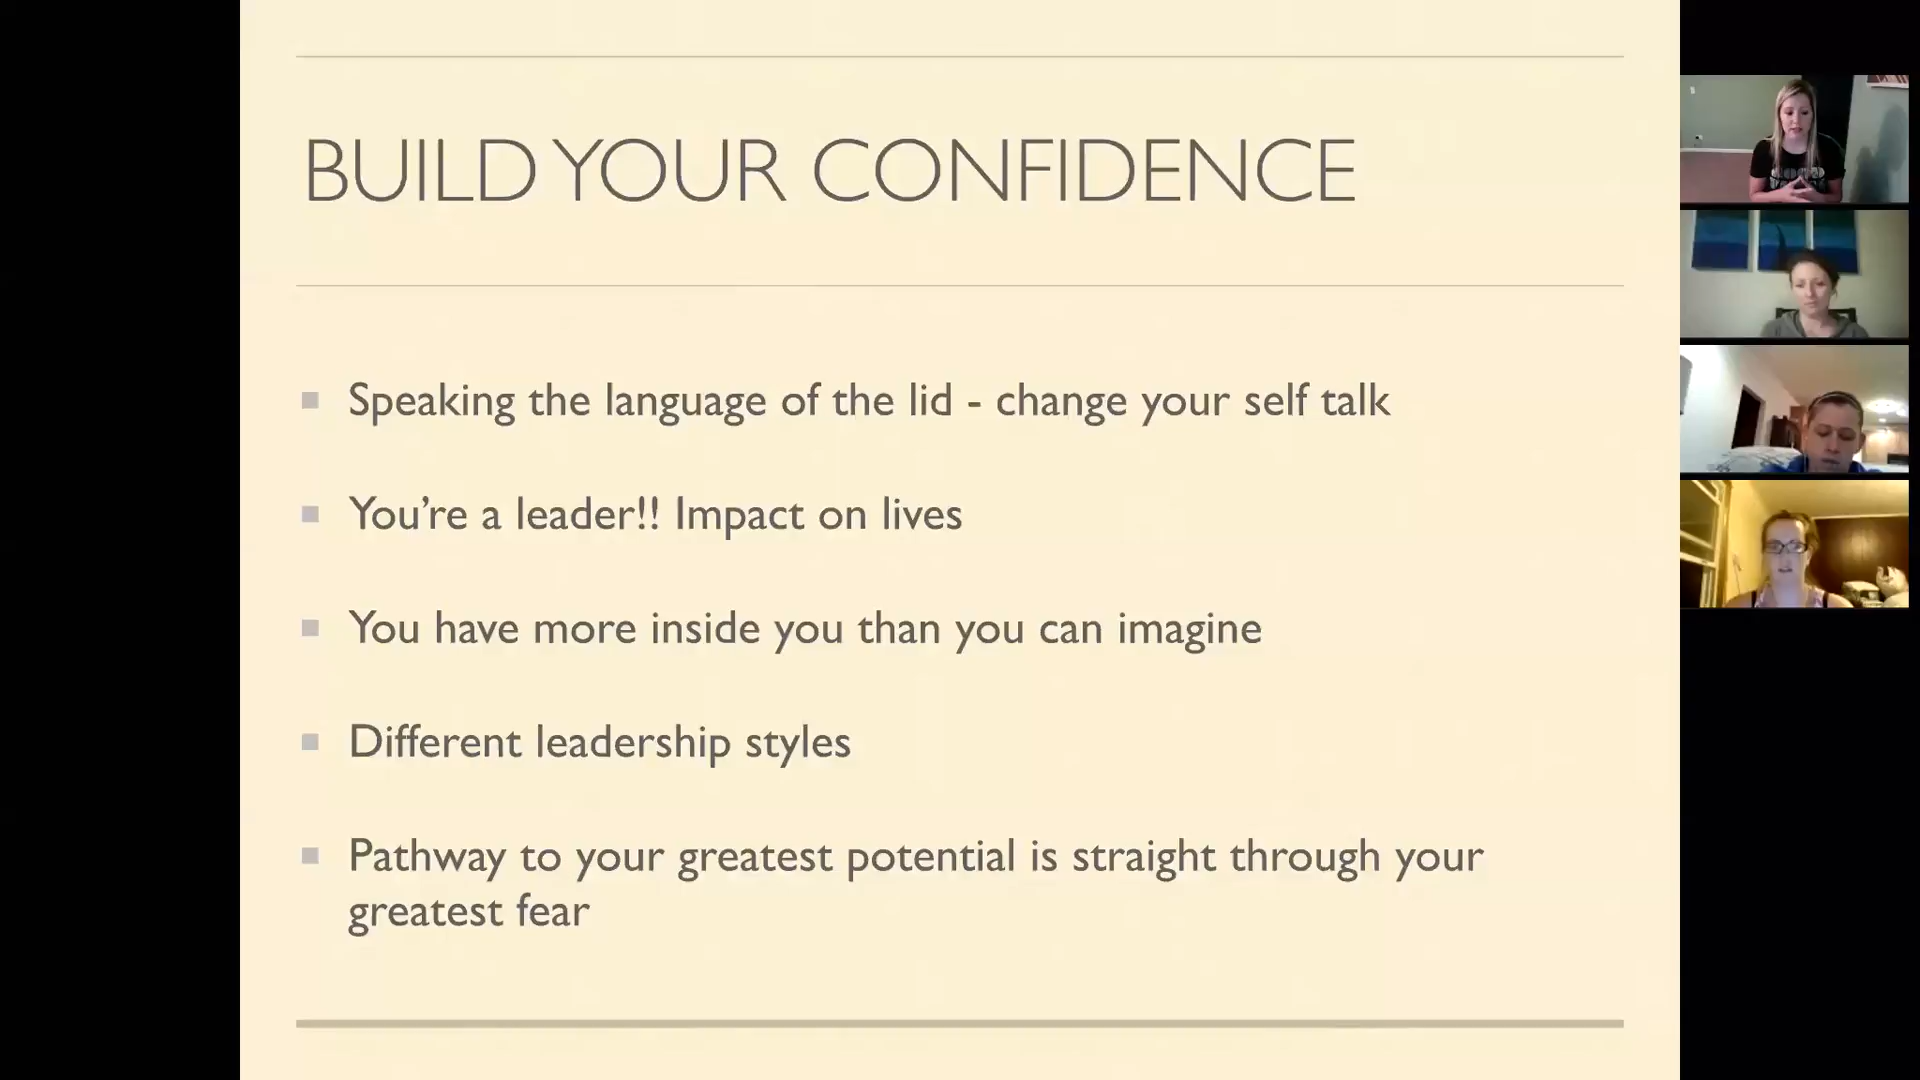 BUILD YOUR CONFIDENCE
Speaking the language of the lid - change your self talk
You’re a leader!! Impact on lives
You have more inside you than you can imagine
Different leadership styles
Pathway to your greatest potential is straight through your
greatest fear